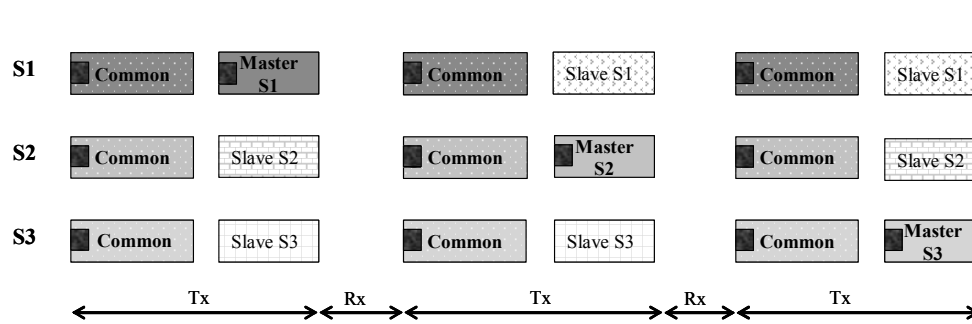 S1 Common Master S1 Common Slave S1 Common Slave S1
S2 Common Slave S2 Common Master S2 Common Slave S2
S3 Common Slave S3 Common Slave S3 Common Master S3
Tx Rx Tx Rx Tx